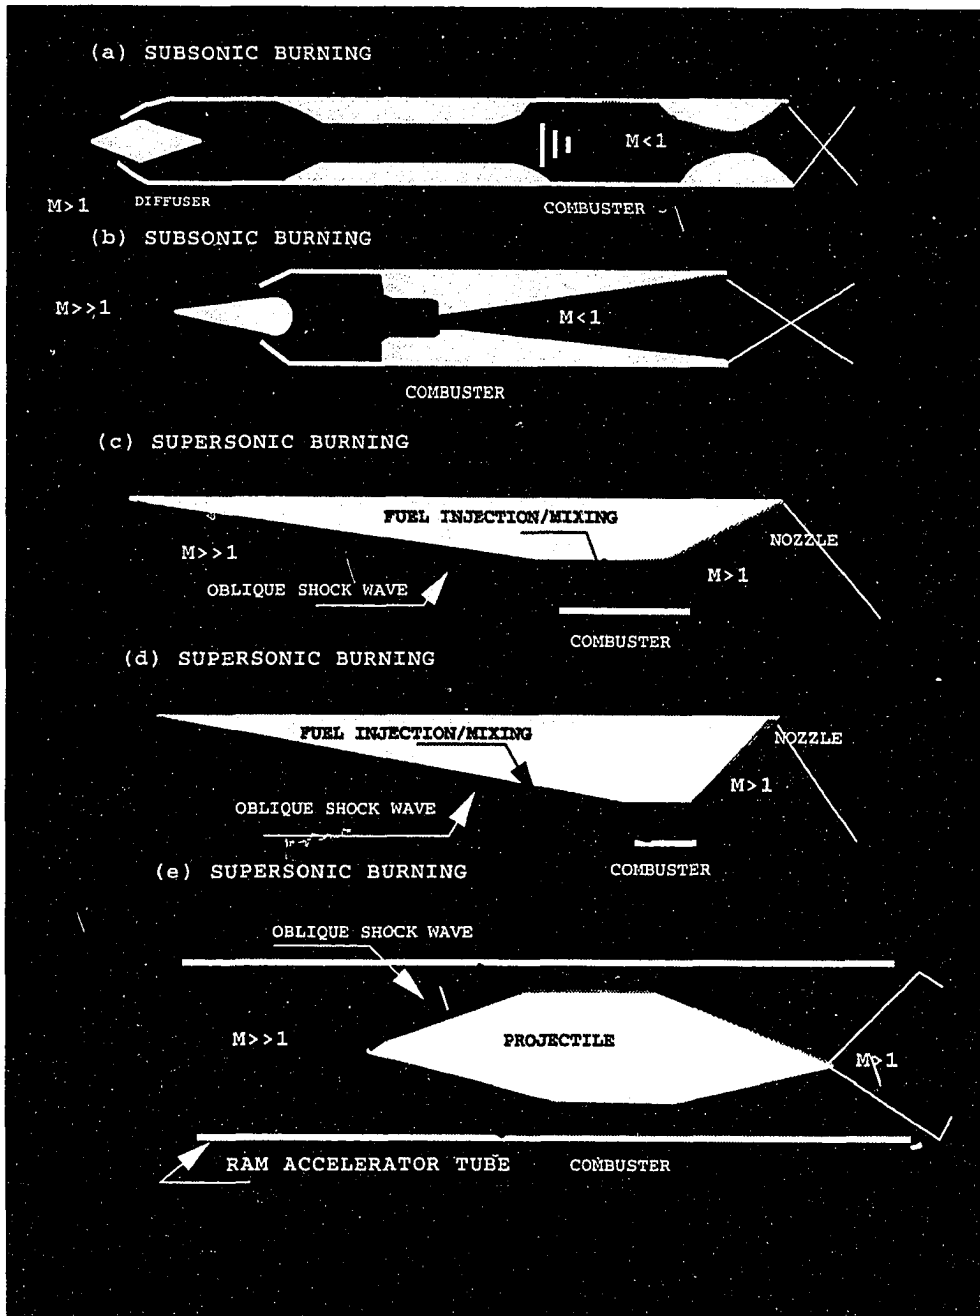 (a) SUBSONIC BURNING
M<1
M>1
DIFFUSER
COMBUSTER
(b) SUBSONIC BURNING
M>>1
M<1
COMBUSTER
(c) SUPERSONIC BURNING
FUEL INJECTION/MIXING
NOZZLE
M>>1
M>1
OBLIQUE SHOCK WAVE
COMBUSTER
(d) SUPERSONIC BURNING
FUEL INJECTION/MIXING
NOZZLE
M>1
OBLIQUE SHOCK WAVE
COMBUSTER
(e) SUPERSONIC BURNING
OBLIQUE SHOCK WAVE
M>>1
PROJECTILE
M>1
RAM ACCELERATOR TUBE
COMBUSTER